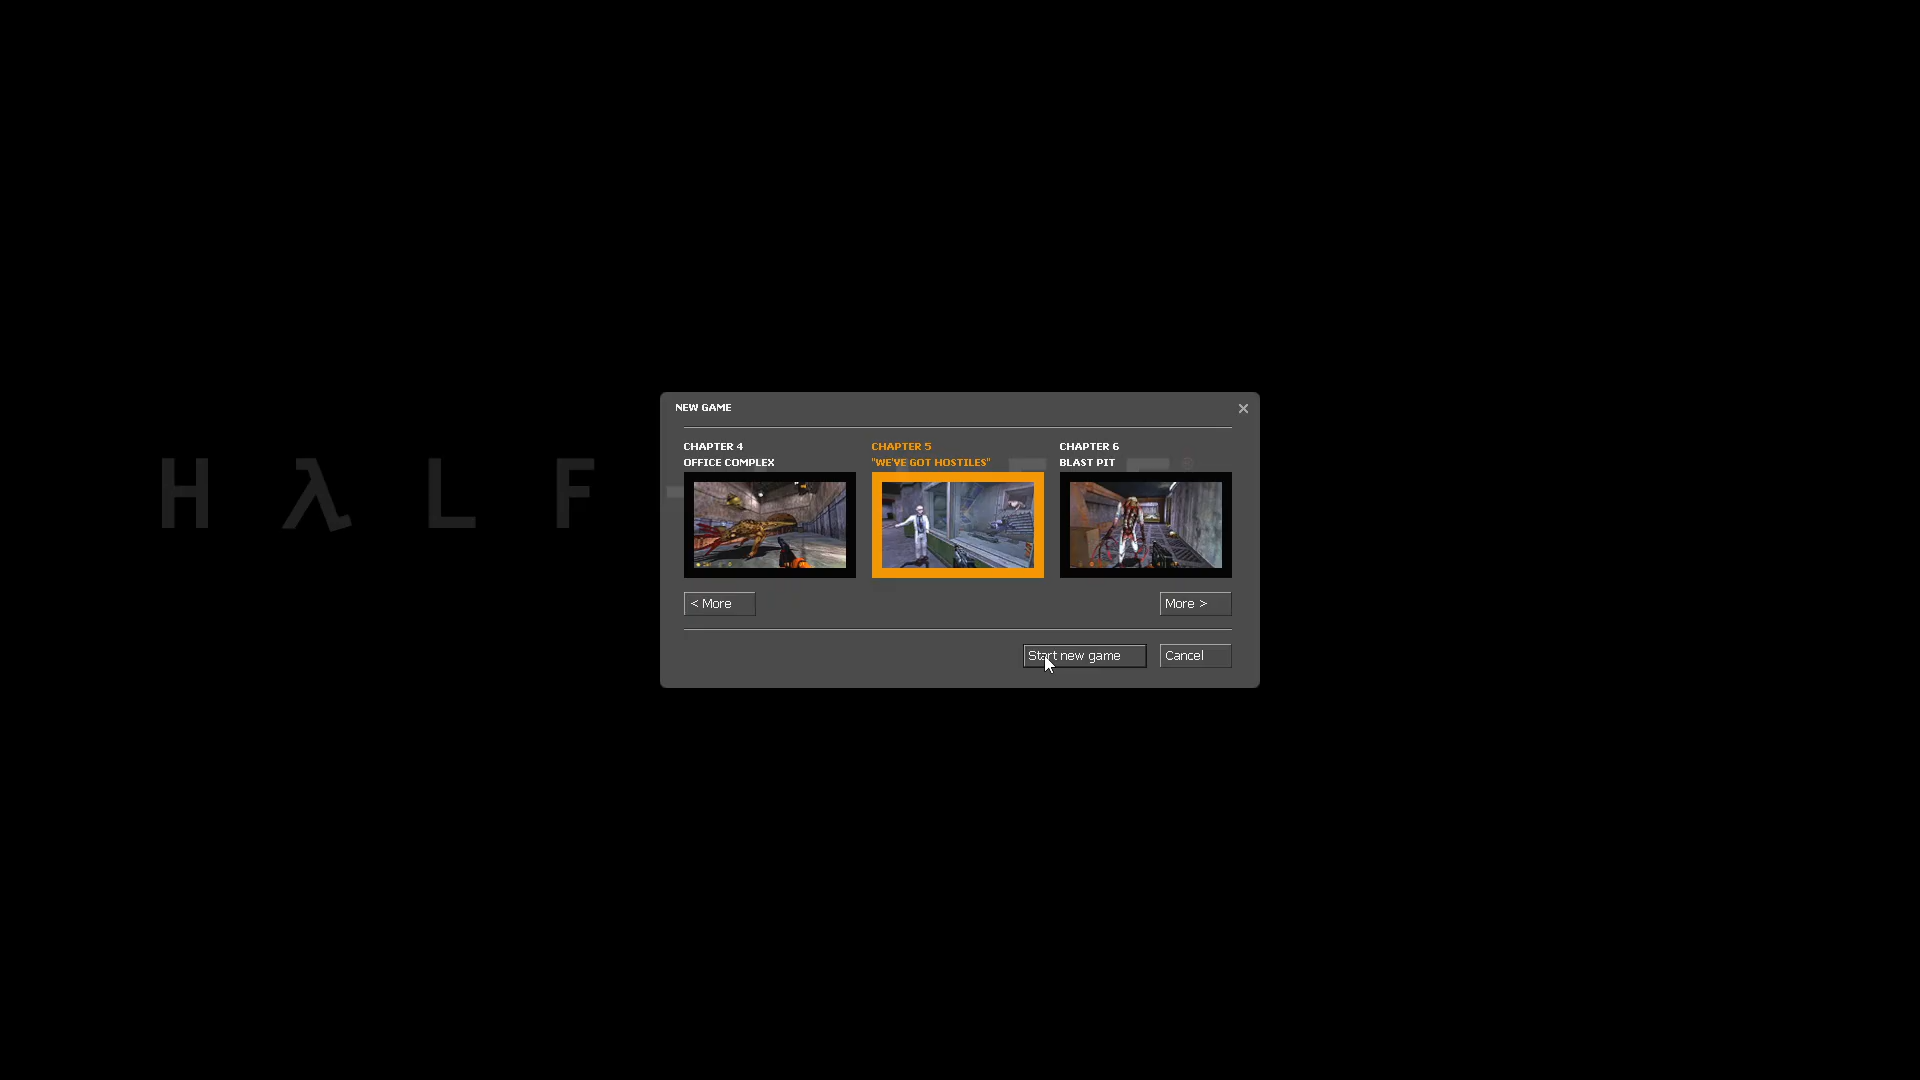 NEW GAME
CHAPTER 4
OFFICE COMPLEX
CHAPTER 5
"WE'VE GOT HOSTILES"
CHAPTER 6
BLAST PIT
H λ L F -
< More
More >
Start new game
Cancel